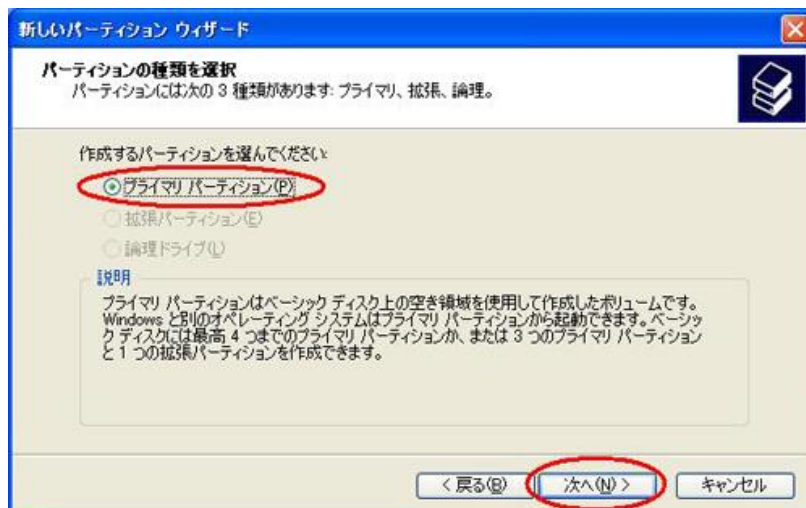 新しいパーティション ウィザード
パーティションの種類を選択
パーティションには次の 3 種類があります: プライマリ、拡張、論理。
作成するパーティションを選んでください:
プライマリ パーティション(P)
拡張パーティション(E)
論理ドライブ(L)
説明
プライマリ パーティションはベーシック ディスク上の空き領域を使用して作成したボリュームです。
Windows と別のオペレーティング システムはプライマリ パーティションから起動できます。ベーシッ
ク ディスクには最高 4 つまでのプライマリ パーティションか、または 3 つのプライマリ パーティション
と 1 つの拡張パーティションを作成できます。
< 戻る(B)
次へ(N) >
キャンセル